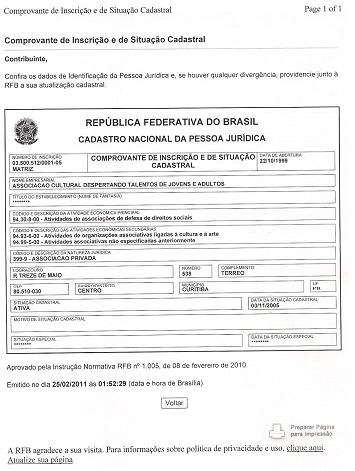 Comprovante de Inscrição e de Situação Cadastral Page 1 of 1
Comprovante de Inscrição e de Situação Cadastral
Contribuinte,
Confira os dados de Identificação da Pessoa Jurídica e, se houver qualquer divergência, providencie junto à
RFB a sua atualização cadastral.
REPÚBLICA FEDERATIVA DO BRASIL
CADASTRO NACIONAL DA PESSOA JURÍDICA
NÚMERO DE INSCRIÇÃO
MATRIZ
COMPROVANTE DE INSCRIÇÃO E DE SITUAÇÃO
CADASTRAL
DATA DE ABERTURA
22/10/1999
NOME EMPRESARIAL
ASSOCIACAO CULTURAL DESPERTANDO TALENTOS DE JOVENS E ADULTOS
TÍTULO DO ESTABELECIMENTO (NOME DE FANTASIA)
********
CÓDIGO E DESCRIÇÃO DA ATIVIDADE ECONÔMICA PRINCIPAL
94.30-8-00 - Atividades de associações de defesa de direitos sociais
CÓDIGO E DESCRIÇÃO DAS ATIVIDADES ECONÔMICAS SECUNDÁRIAS
94.93-6-00 - Atividades de organizações associativas ligadas à cultura e à arte
94.99-5-00 - Atividades associativas não especificadas anteriormente
CÓDIGO E DESCRIÇÃO DA NATUREZA JURÍDICA
399-9 - ASSOCIACAO PRIVADA
LOGRADOURO
R TREZE DE MAIO
NÚMERO
538
COMPLEMENTO
TERREO
CEP
80.510-030
BAIRRO/DISTRITO
CENTRO
MUNICÍPIO
CURITIBA
UF
PR
SITUAÇÃO CADASTRAL
ATIVA
DATA DA SITUAÇÃO CADASTRAL
03/11/2005
MOTIVO DE SITUAÇÃO CADASTRAL
SITUAÇÃO ESPECIAL
********
DATA DA SITUAÇÃO ESPECIAL
********
Aprovado pela Instrução Normativa RFB nº 1.005, de 08 de fevereiro de 2010.
Emitido no dia 25/02/2011 às 01:52:29 (data e hora de Brasília).
Voltar
Preparar Página
para Impressão
A RFB agradece a sua visita. Para informações sobre política de privacidade e uso, clique aqui.
Atualize sua página